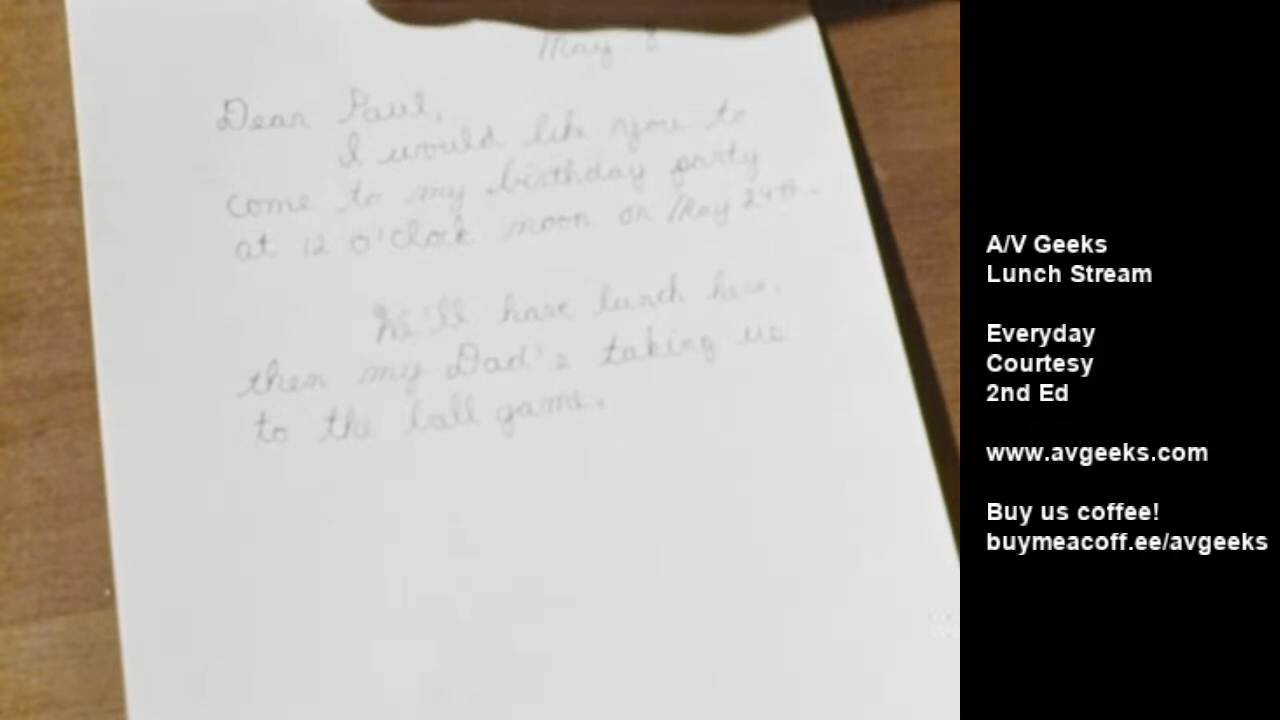 May 8
Dear Paul,
I would like you to
come to my birthday party
at 12 o'clock noon on May 24th.
We'll have lunch here,
then my Dad's taking us
to the ball game.
A/V Geeks
Lunch Stream
Everyday
Courtesy
2nd Ed
www.avgeeks.com
Buy us coffee!
buymeacoff.ee/avgeeks